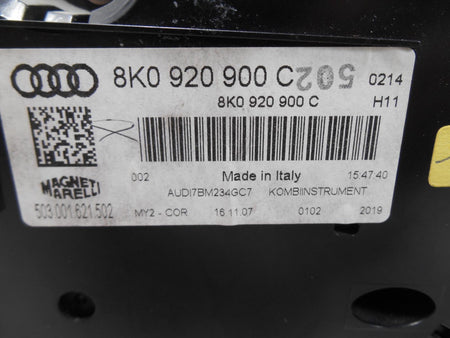 8K0 920 900 C 502 0214
8K0 920 900 C H11
002 Made in Italy 15:47:40
MAGNETI MARELLI
AUDI7BM234GC7 KOMBIINSTRUMENT
503.001.621.502 MY2 - COR 16.11.07 0102 2019